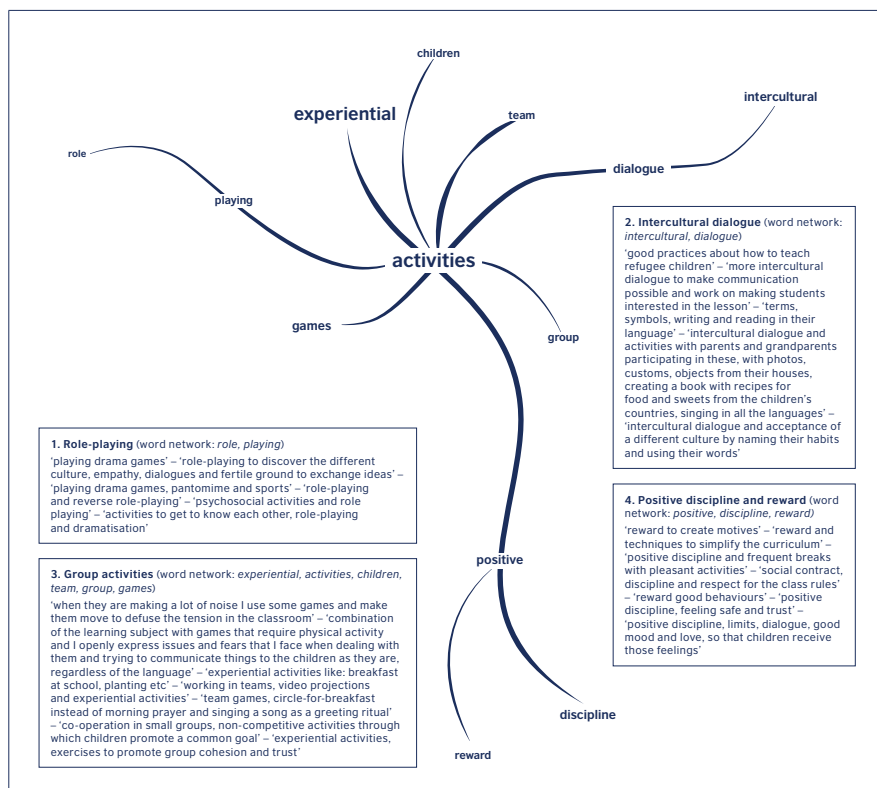 children
intercultural
experiential
team
role
dialogue
playing
activities
games
group
positive
discipline
reward
2. Intercultural dialogue (word network:
intercultural, dialogue)
‘good practices about how to teach
refugee children’ – ‘more intercultural
dialogue to make communication
possible and work on making students
interested in the lesson’ – ‘terms,
symbols, writing and reading in their
language’ – ‘intercultural dialogue and
activities with parents and grandparents
participating in these, with photos,
customs, objects from their houses,
creating a book with recipes for
food and sweets from the children’s
countries, singing in all the languages’ –
‘intercultural dialogue and acceptance of
a different culture by naming their habits
and using their words’
1. Role-playing (word network: role, playing)
‘playing drama games’ – ‘role-playing to discover the different
culture, empathy, dialogues and fertile ground to exchange ideas’ –
‘playing drama games, pantomime and sports’ – ‘role-playing
and reverse role-playing’ – ‘psychosocial activities and role
playing’ – ‘activities to get to know each other, role-playing
and dramatisation’
4. Positive discipline and reward (word
network: positive, discipline, reward)
‘reward to create motives’ – ‘reward and
techniques to simplify the curriculum’ –
‘positive discipline and frequent breaks
with pleasant activities’ – ‘social contract,
discipline and respect for the class rules’
– ‘reward good behaviours’ – ‘positive
discipline, feeling safe and trust’ –
‘positive discipline, limits, dialogue, good
mood and love, so that children receive
those feelings’
3. Group activities (word network: experiential, activities, children,
team, group, games)
‘when they are making a lot of noise I use some games and make
them move to defuse the tension in the classroom’ – ‘combination
of the learning subject with games that require physical activity
and I openly express issues and fears that I face when dealing with
them and trying to communicate things to the children as they are,
regardless of the language’ – ‘experiential activities like: breakfast
at school, planting etc’ – ‘working in teams, video projections
and experiential activities’ – ‘team games, circle-for-breakfast
instead of morning prayer and singing a song as a greeting ritual’
– ‘co-operation in small groups, non-competitive activities through
which children promote a common goal’ – ‘experiential activities,
exercises to promote group cohesion and trust’